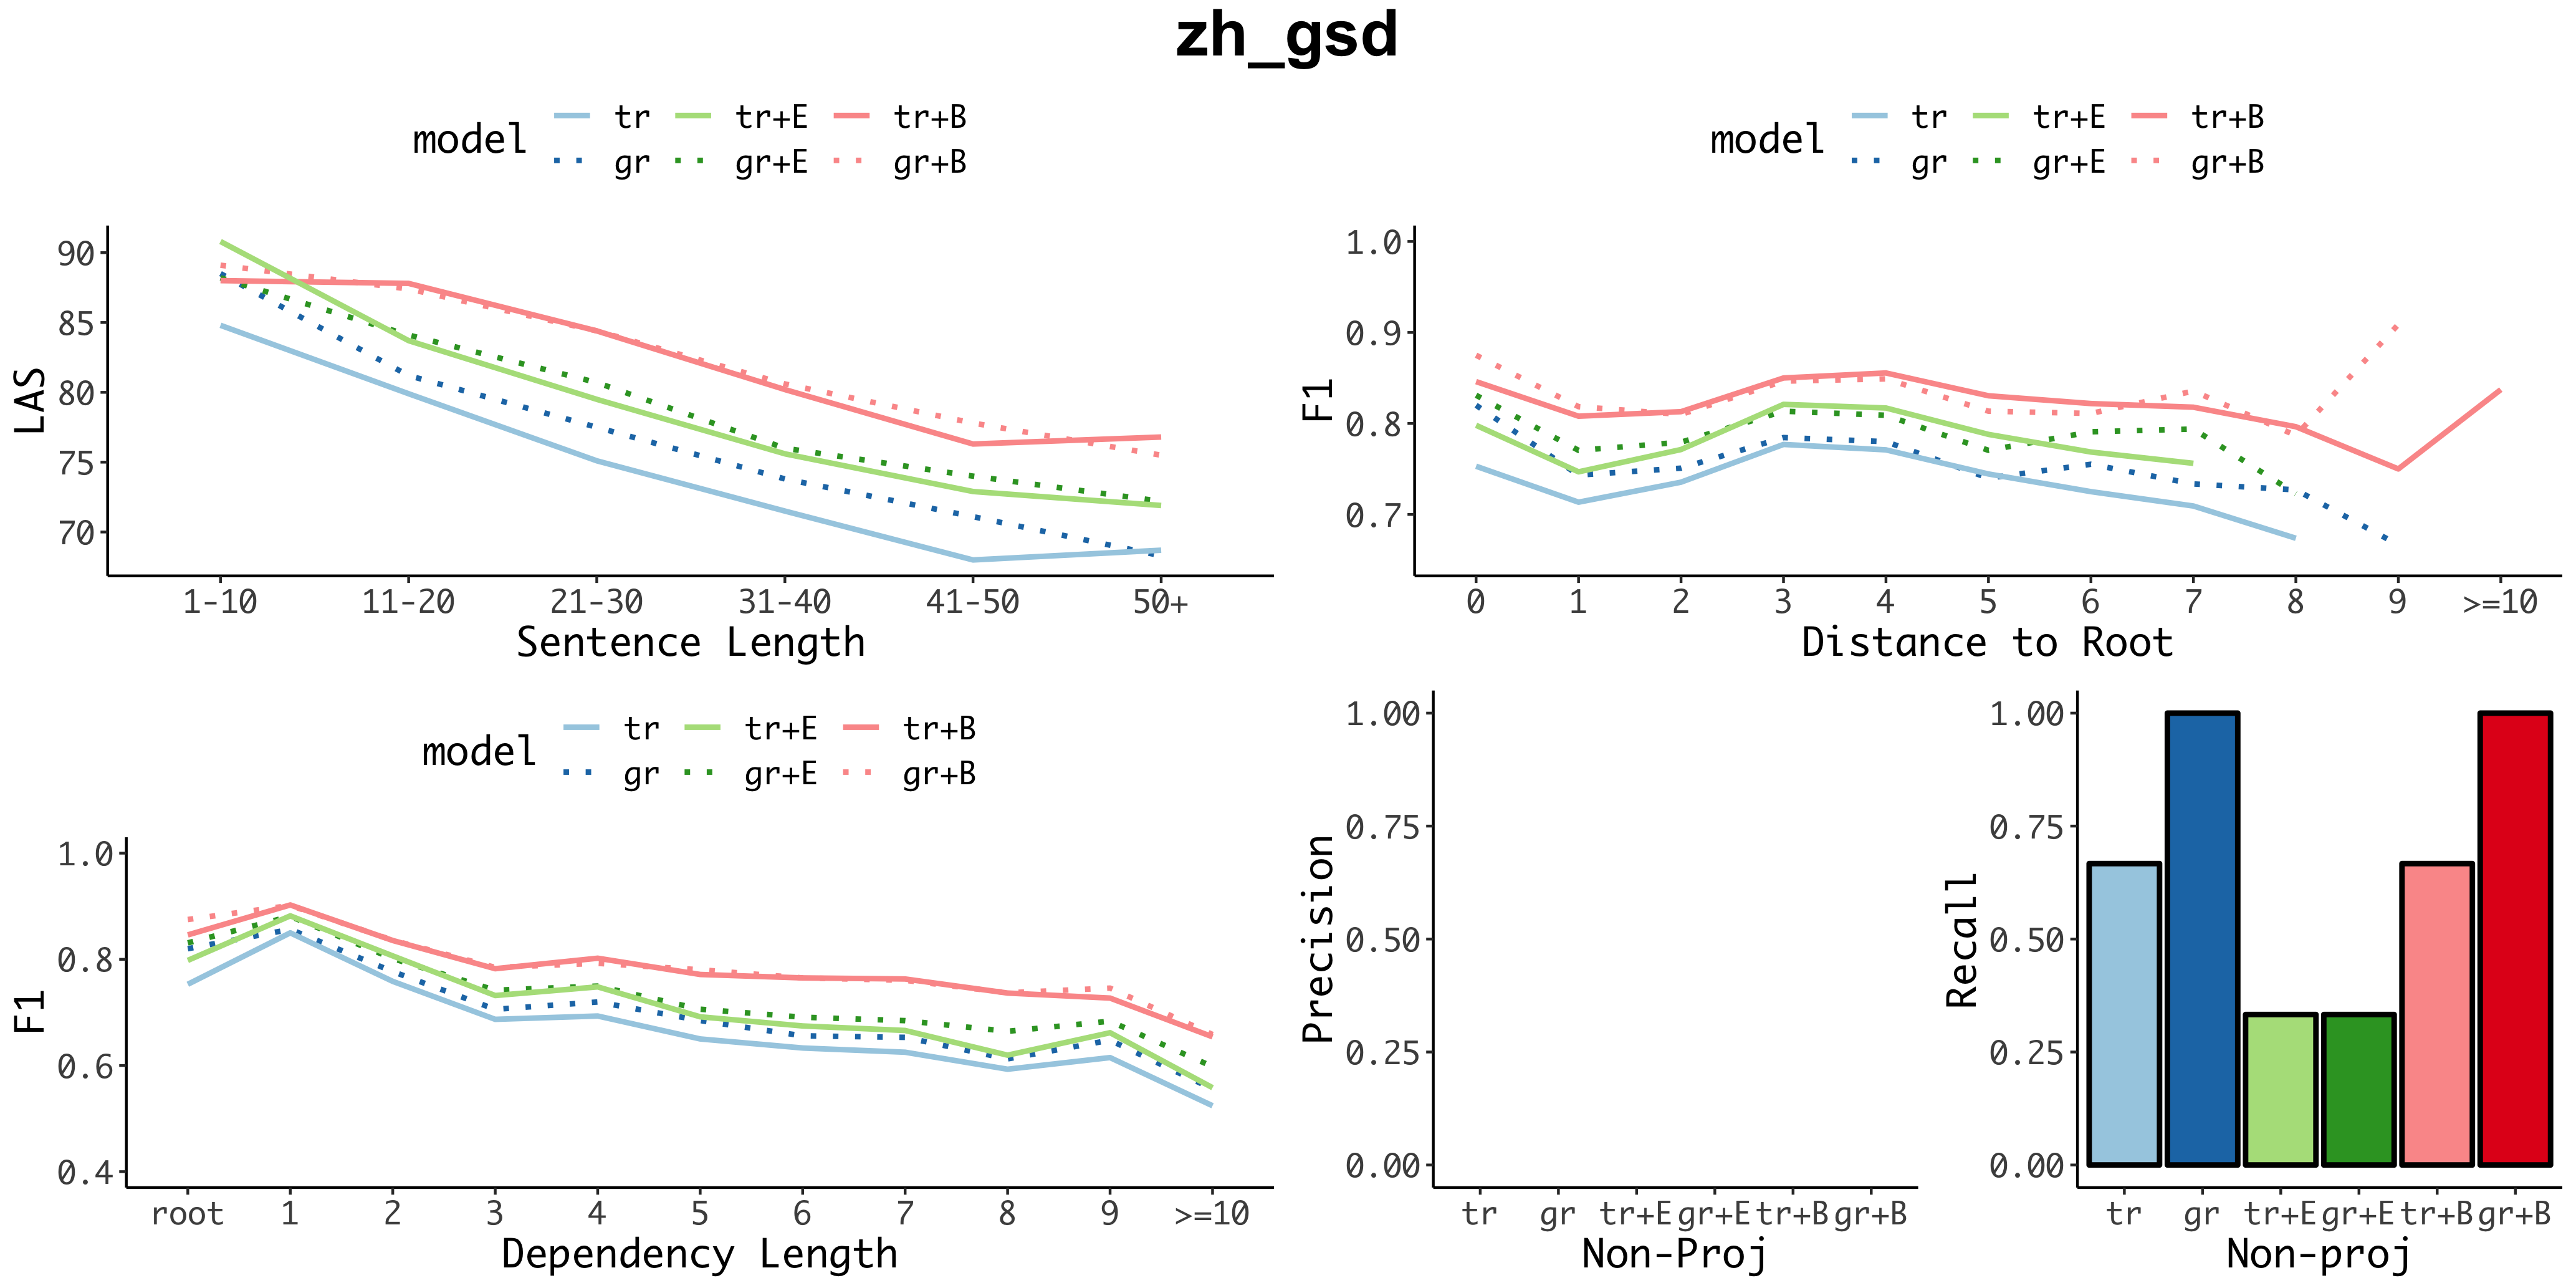 zh_gsd
model tr tr+E tr+B
gr gr+E gr+B
LAS
90
85
80
75
70
1-10 11-20 21-30 31-40 41-50 50+
Sentence Length
model tr tr+E tr+B
gr gr+E gr+B
F1
1.0
0.9
0.8
0.7
0 1 2 3 4 5 6 7 8 9 >=10
Distance to Root
model tr tr+E tr+B
gr gr+E gr+B
F1
1.0
0.8
0.6
0.4
root 1 2 3 4 5 6 7 8 9 >=10
Dependency Length
Precision
1.00
0.75
0.50
0.25
0.00
tr gr tr+E gr+E tr+B gr+B
Non-Proj
Recall
1.00
0.75
0.50
0.25
0.00
tr gr tr+E gr+E tr+B gr+B
Non-proj